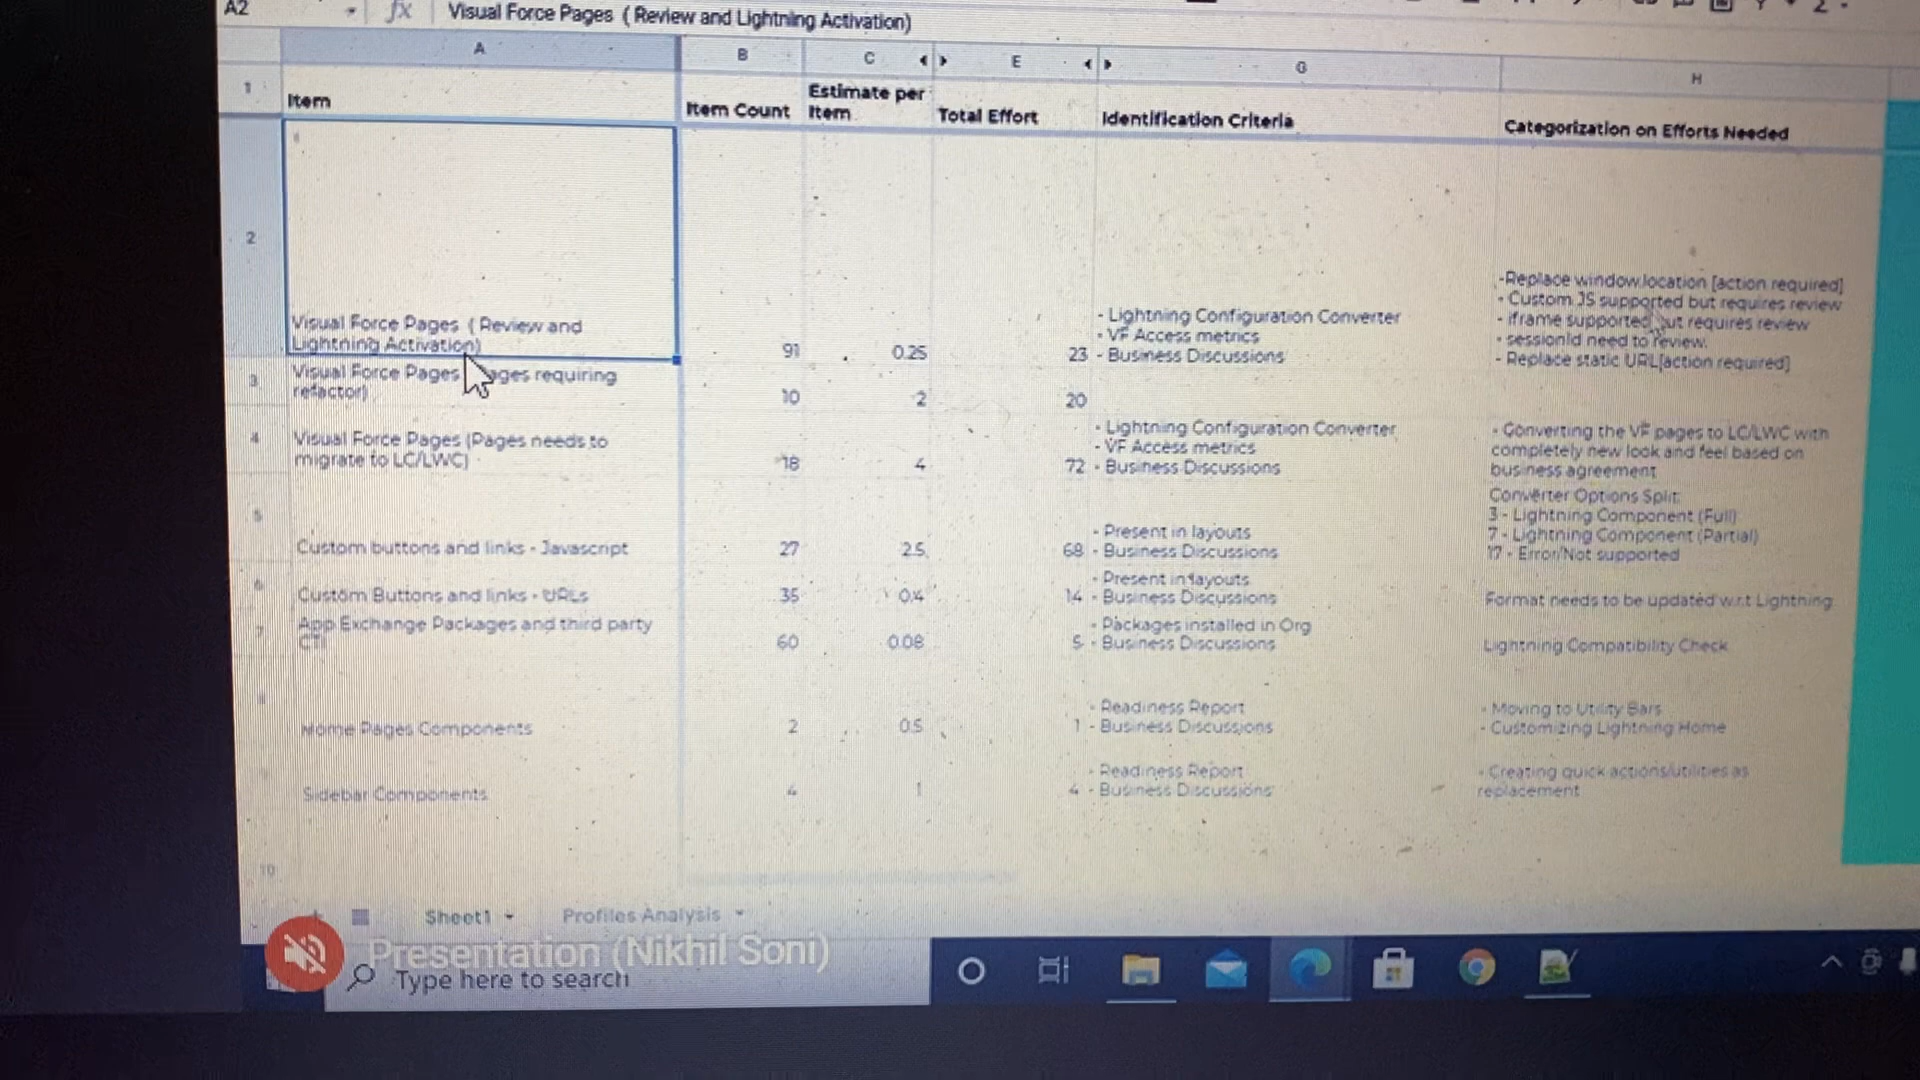 A2 fx Visual Force Pages ( Review and Lightning Activation)
A B C E G H
1 Item Item Count Estimate per Item Total Effort Identification Criteria Categorization on Efforts Needed
2
Visual Force Pages ( Review and
Lightning Activation)
91 0.25 23
- Lightning Configuration Converter
- VF Access metrics
- Business Discussions
-Replace window.location [action required]
- Custom JS supported but requires review
- iframe supported but requires review
- sessionId need to review.
- Replace static URL[action required]
3
Visual Force Pages ages requiring
refactor)
10 2 20
4
Visual Force Pages (Pages needs to
migrate to LC/LWC)
18 4 72
- Lightning Configuration Converter
- VF Access metrics
- Business Discussions
- Converting the VF pages to LC/LWC with
completely new look and feel based on
business agreement
5
Custom buttons and links - Javascript
27 2.5 68
- Present in layouts
- Business Discussions
Converter Options Split:
3 - Lightning Component (Full)
7 - Lightning Component (Partial)
17 - Error/Not supported
6
Custom Buttons and links - URLs
35 0.4 14
- Present in layouts
- Business Discussions
Format needs to be updated w.r.t Lightning
7
App Exchange Packages and third party
CTI
60 0.08 5
- Packages installed in Org
- Business Discussions
Lightning Compatibility Check
8
Home Pages Components
2 0.5 1
- Readiness Report
- Business Discussions
- Moving to Utility Bars
- Customizing Lightning Home
9
Sidebar Components
4 1 4
- Readiness Report
- Business Discussions
- Creating quick actions/utilities as
replacement
10
Sheet1 Profiles Analysis
Presentation (Nikhil Soni)
Type here to search